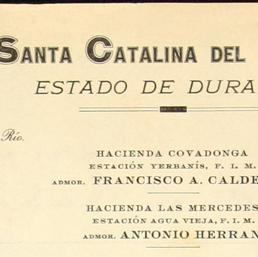 SANTA CATALINA DEL
ESTADO DE DURA
Río.
HACIENDA COVADONGA
ESTACIÓN YERBANÍS, F. I. M.
ADMOR. FRANCISCO A. CALDE
HACIENDA LAS MERCEDES
ESTACIÓN AGUA VIEJA, F. I. M.
ADMOR. ANTONIO HERRAN